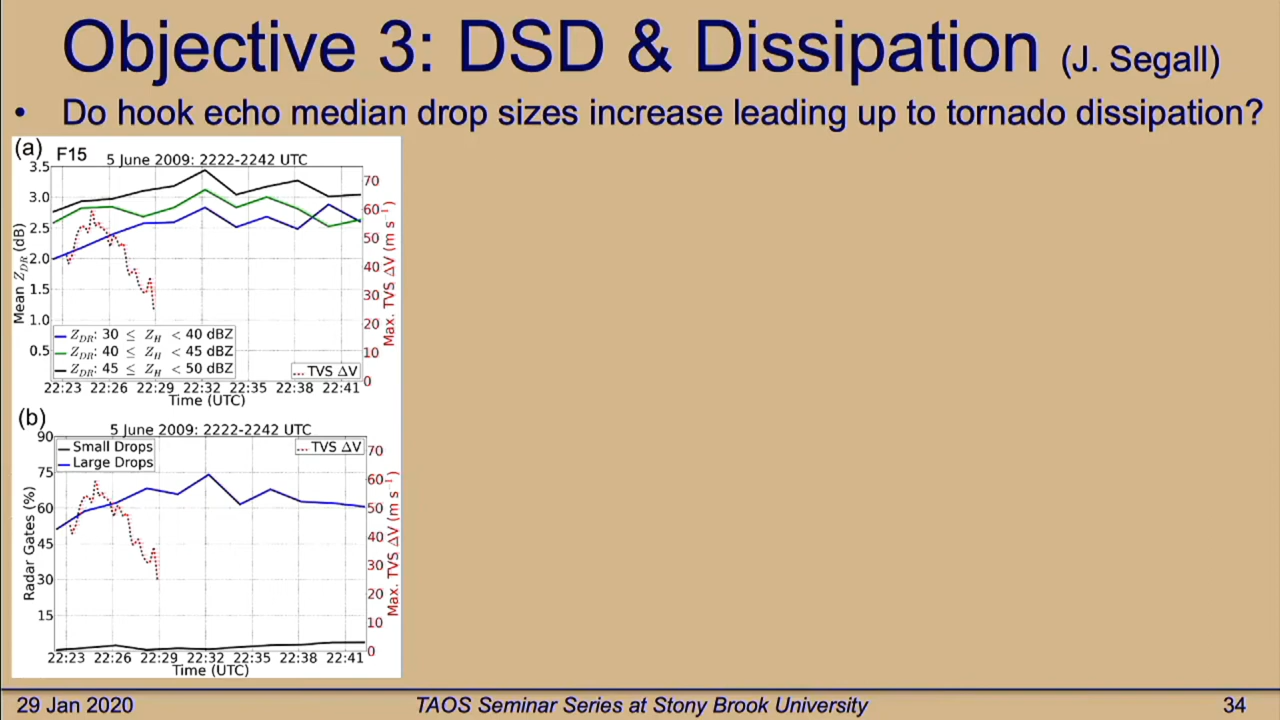 Objective 3: DSD & Dissipation (J. Segall)
• Do hook echo median drop sizes increase leading up to tornado dissipation?
(a) F15
5 June 2009: 2222-2242 UTC
3.5
3.0
2.5
2.0
1.5
1.0
0.5
Mean Z_DR (dB)
70
60
50
40
30
20
10
0
Max. TVS ΔV (m s⁻¹)
Z_DR: 30 ≤ Z_H < 40 dBZ
Z_DR: 40 ≤ Z_H < 45 dBZ
Z_DR: 45 ≤ Z_H < 50 dBZ
TVS ΔV
22:23 22:26 22:29 22:32 22:35 22:38 22:41
Time (UTC)
(b)
5 June 2009: 2222-2242 UTC
90
75
60
45
30
15
Radar Gates (%)
Small Drops
Large Drops
TVS ΔV
70
60
50
40
30
20
10
0
Max. TVS ΔV (m s⁻¹)
22:23 22:26 22:29 22:32 22:35 22:38 22:41
Time (UTC)
29 Jan 2020 TAOS Seminar Series at Stony Brook University 34